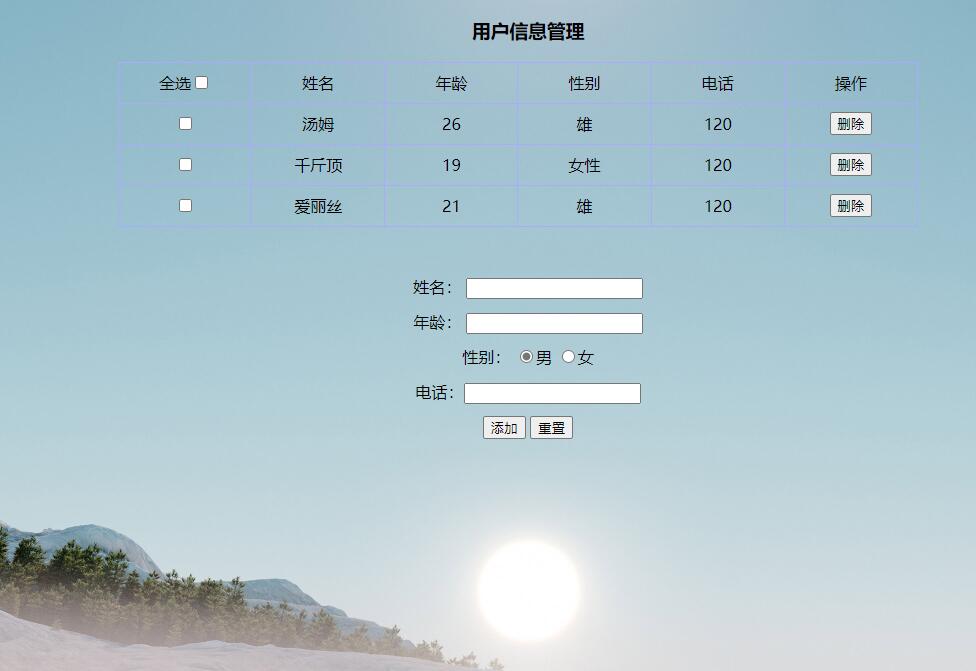 用户信息管理
全选 姓名 年龄 性别 电话 操作
汤姆 26 雄 120 删除
千斤顶 19 女性 120 删除
爱丽丝 21 雄 120 删除
姓名：
年龄：
性别： 男 女
电话：
添加 重置